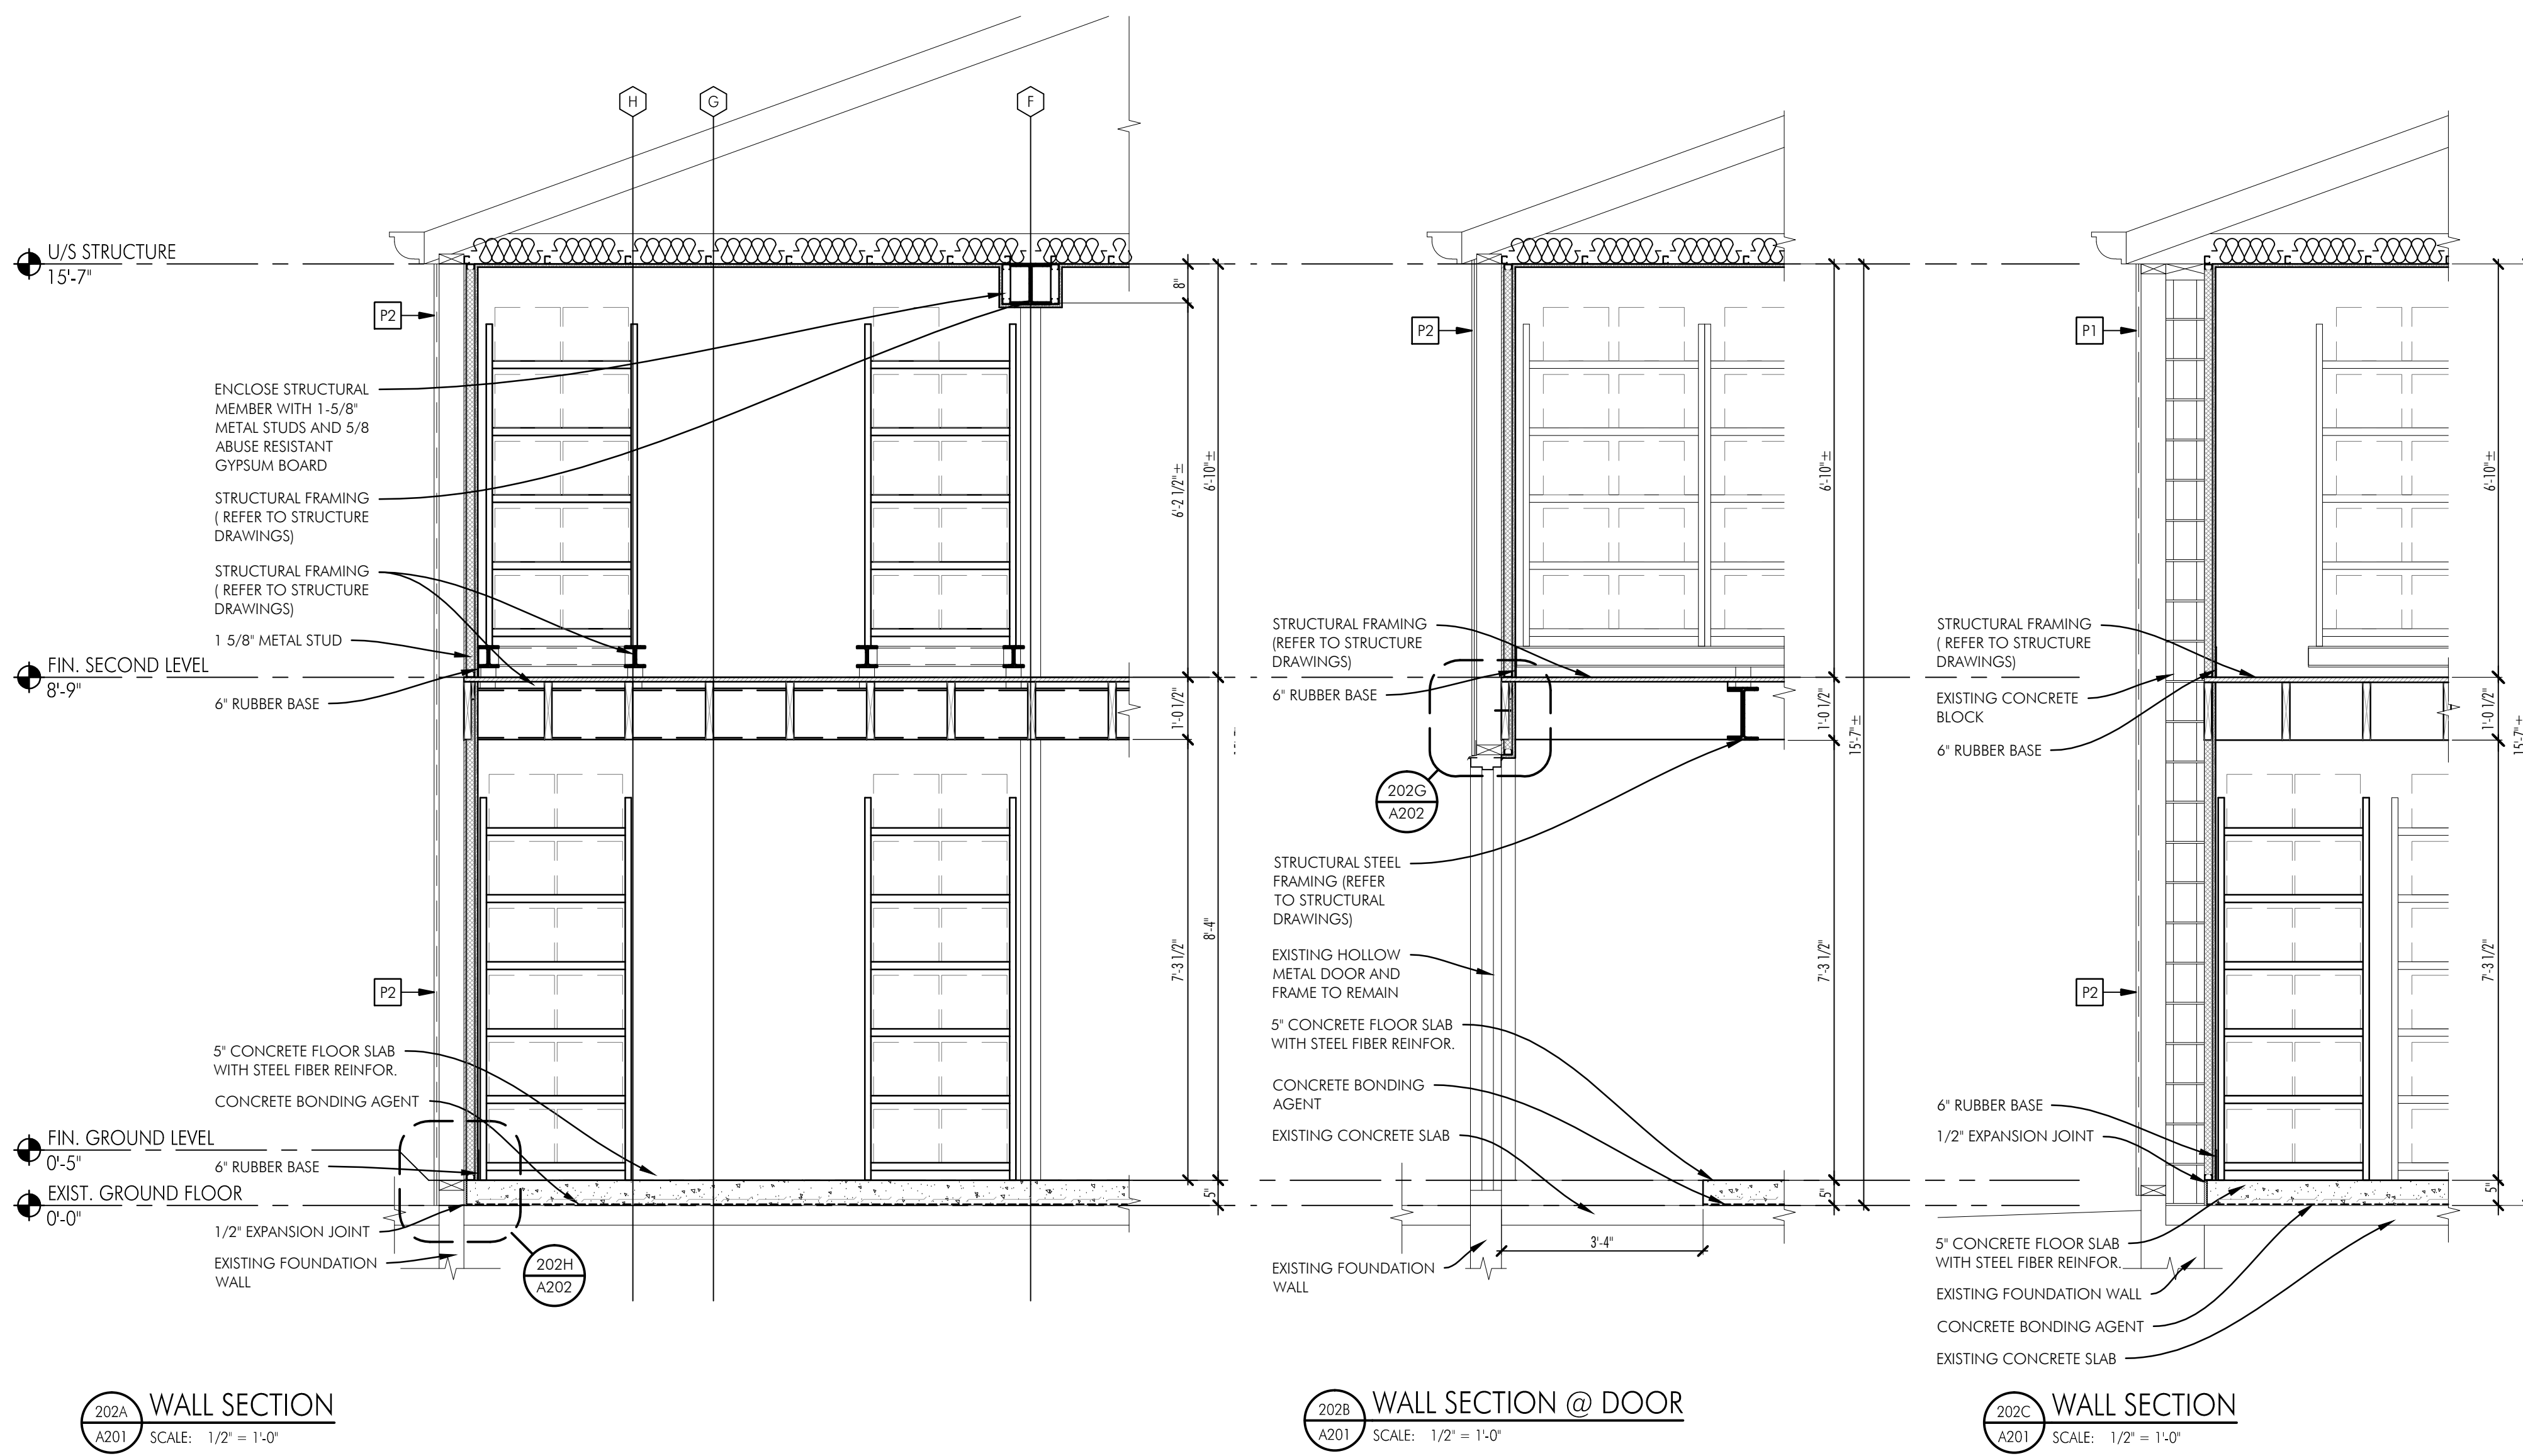 H
G
F
U/S STRUCTURE
15'-7"
P2
ENCLOSE STRUCTURAL
MEMBER WITH 1-5/8"
METAL STUDS AND 5/8
ABUSE RESISTANT
GYPSUM BOARD
STRUCTURAL FRAMING
( REFER TO STRUCTURE
DRAWINGS)
STRUCTURAL FRAMING
( REFER TO STRUCTURE
DRAWINGS)
1 5/8" METAL STUD
FIN. SECOND LEVEL
8'-9"
6" RUBBER BASE
P2
5" CONCRETE FLOOR SLAB
WITH STEEL FIBER REINFOR.
CONCRETE BONDING AGENT
FIN. GROUND LEVEL
0'-5"
6" RUBBER BASE
EXIST. GROUND FLOOR
0'-0"
1/2" EXPANSION JOINT
EXISTING FOUNDATION
WALL
202H
A202
8"
6'-2 1/2"±
6'-10"±
1'-0 1/2"
7'-3 1/2"
8'-4"
5"
202A
A201
WALL SECTION
SCALE: 1/2" = 1'-0"
P2
STRUCTURAL FRAMING
(REFER TO STRUCTURE
DRAWINGS)
6" RUBBER BASE
202G
A202
STRUCTURAL STEEL
FRAMING (REFER
TO STRUCTURAL
DRAWINGS)
EXISTING HOLLOW
METAL DOOR AND
FRAME TO REMAIN
5" CONCRETE FLOOR SLAB
WITH STEEL FIBER REINFOR.
CONCRETE BONDING
AGENT
EXISTING CONCRETE SLAB
EXISTING FOUNDATION
WALL
3'-4"
6'-10"±
1'-0 1/2"
15'-7"±
7'-3 1/2"
5"
202B
A201
WALL SECTION @ DOOR
SCALE: 1/2" = 1'-0"
P1
STRUCTURAL FRAMING
( REFER TO STRUCTURE
DRAWINGS)
EXISTING CONCRETE
BLOCK
6" RUBBER BASE
P2
6" RUBBER BASE
1/2" EXPANSION JOINT
5" CONCRETE FLOOR SLAB
WITH STEEL FIBER REINFOR.
EXISTING FOUNDATION WALL
CONCRETE BONDING AGENT
EXISTING CONCRETE SLAB
6'-10"±
1'-0 1/2"
15'-7"±
7'-3 1/2"
5"
202C
A201
WALL SECTION
SCALE: 1/2" = 1'-0"